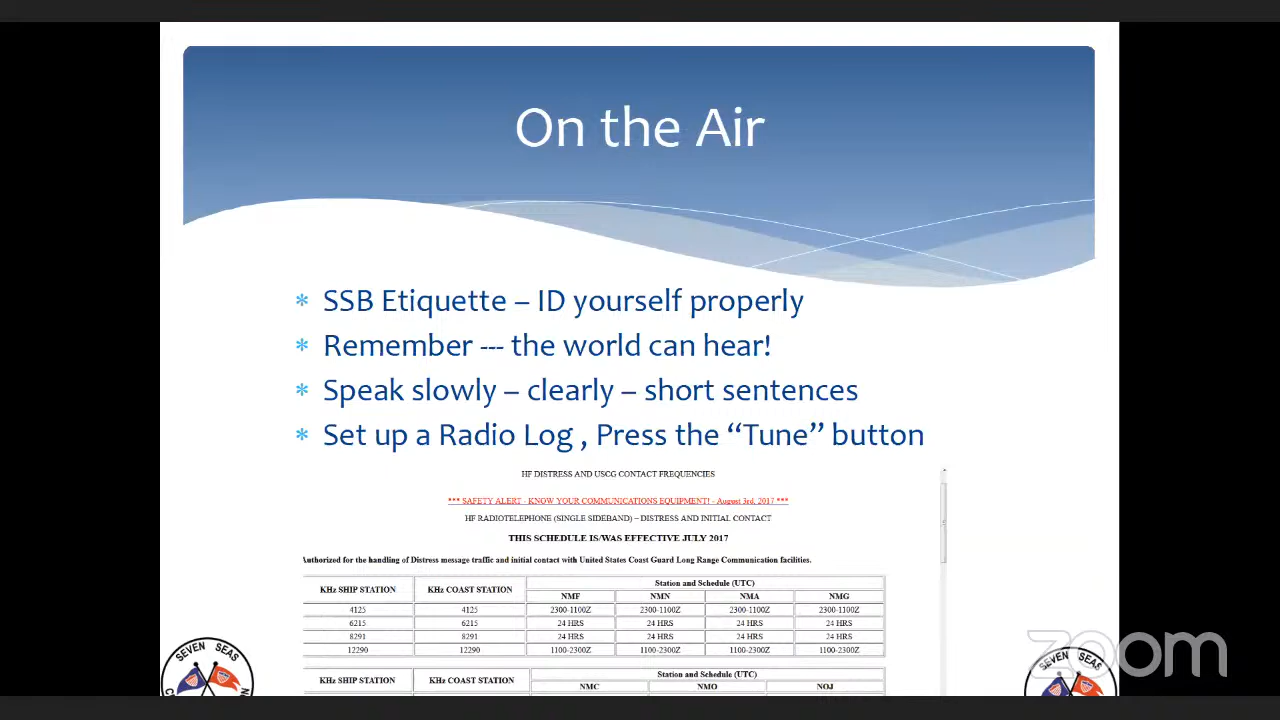 On the Air
* SSB Etiquette – ID yourself properly
* Remember --- the world can hear!
* Speak slowly – clearly – short sentences
* Set up a Radio Log , Press the “Tune” button
HF DISTRESS AND USCG CONTACT FREQUENCIES
*** SAFETY ALERT - KNOW YOUR COMMUNICATIONS EQUIPMENT! - August 3rd, 2017 ***
HF RADIOTELEPHONE (SINGLE SIDEBAND) – DISTRESS AND INITIAL CONTACT
THIS SCHEDULE IS/WAS EFFECTIVE JULY 2017
Authorized for the handling of Distress message traffic and initial contact with United States Coast Guard Long Range Communication facilities.
KHz SHIP STATION KHz COAST STATION Station and Schedule (UTC)
NMF NMN NMA NMG
4125 4125 2300-1100Z 2300-1100Z 2300-1100Z 2300-1100Z
6215 6215 24 HRS 24 HRS 24 HRS 24 HRS
8291 8291 24 HRS 24 HRS 24 HRS 24 HRS
12290 12290 1100-2300Z 1100-2300Z 1100-2300Z 1100-2300Z
KHz SHIP STATION KHz COAST STATION Station and Schedule (UTC)
NMC NMO NOJ
SEVEN SEAS
SEVEN SEAS
zoom